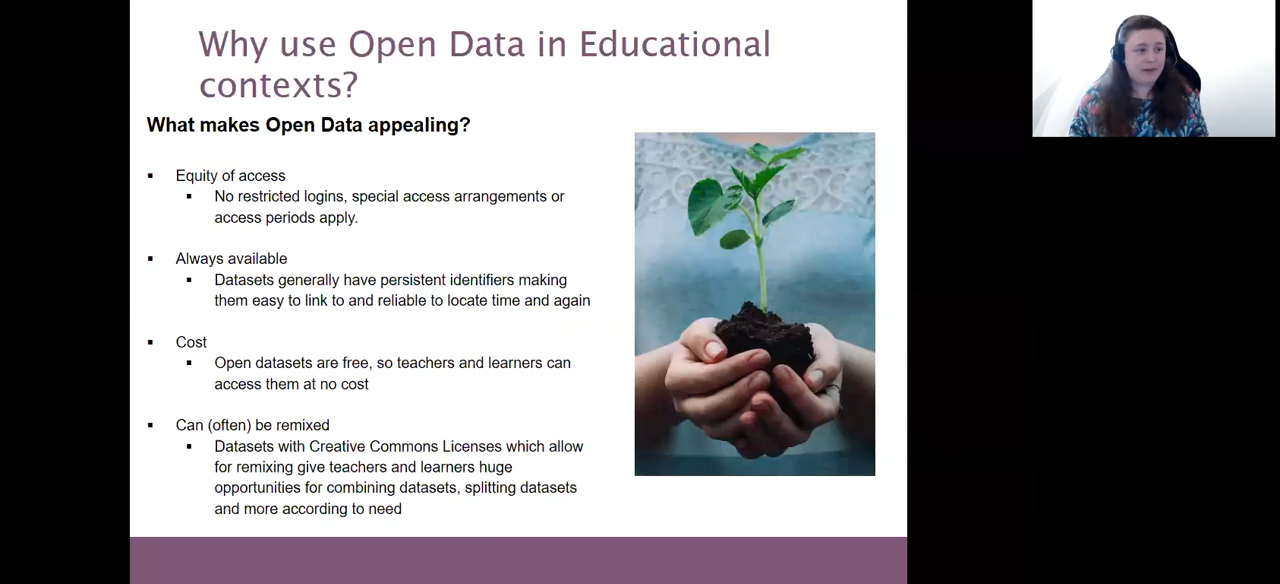 Why use Open Data in Educational
contexts?
What makes Open Data appealing?
▪ Equity of access
▪ No restricted logins, special access arrangements or
access periods apply.
▪ Always available
▪ Datasets generally have persistent identifiers making
them easy to link to and reliable to locate time and again
▪ Cost
▪ Open datasets are free, so teachers and learners can
access them at no cost
▪ Can (often) be remixed
▪ Datasets with Creative Commons Licenses which allow
for remixing give teachers and learners huge
opportunities for combining datasets, splitting datasets
and more according to need